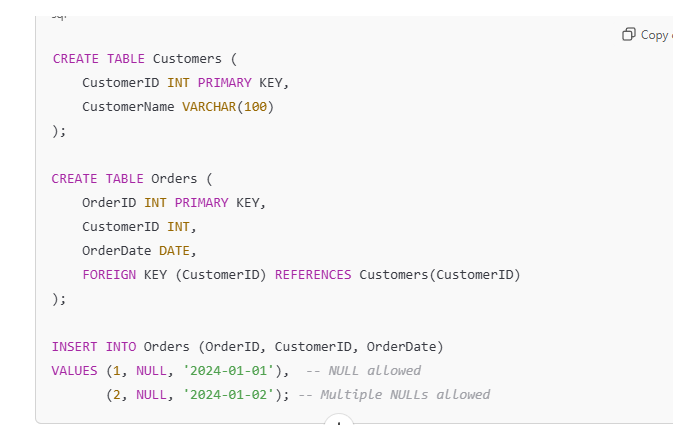 Copy
CREATE TABLE Customers (
    CustomerID INT PRIMARY KEY,
    CustomerName VARCHAR(100)
);
CREATE TABLE Orders (
    OrderID INT PRIMARY KEY,
    CustomerID INT,
    OrderDate DATE,
    FOREIGN KEY (CustomerID) REFERENCES Customers(CustomerID)
);
INSERT INTO Orders (OrderID, CustomerID, OrderDate)
VALUES (1, NULL, '2024-01-01'),  -- NULL allowed
       (2, NULL, '2024-01-02'); -- Multiple NULLs allowed